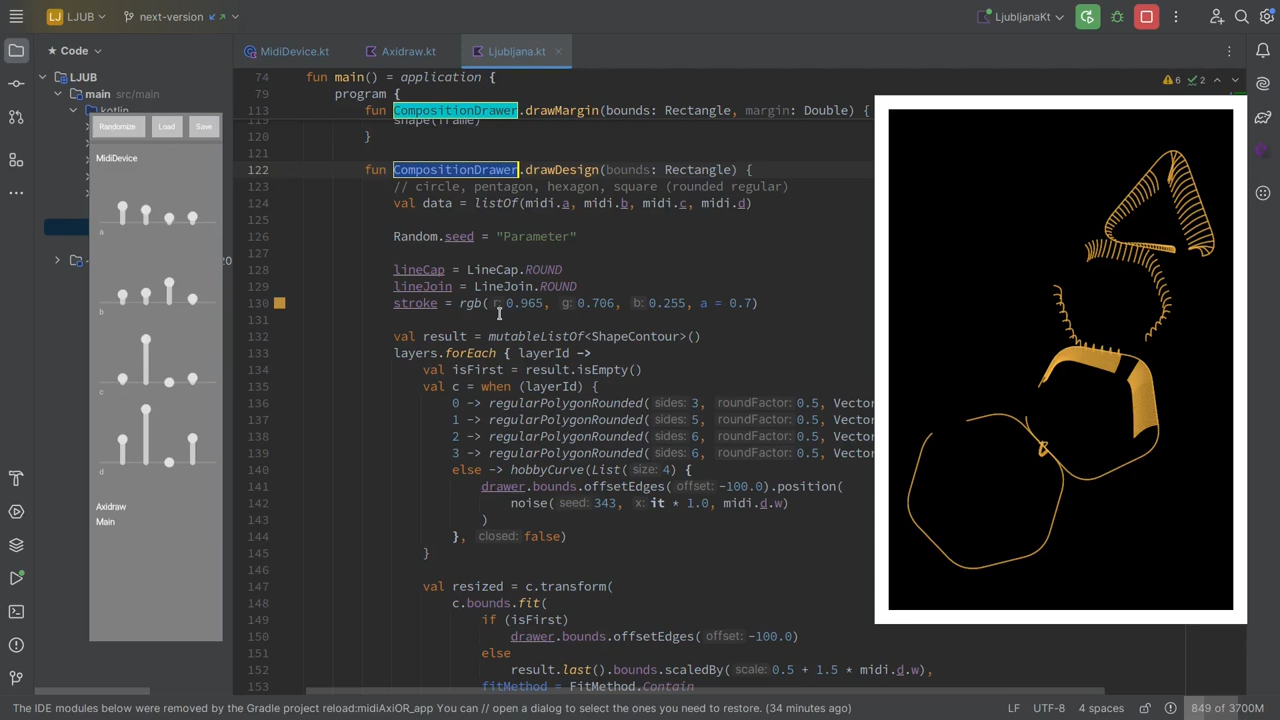 LJ LJUB next-version LjubljanaKt
Code
MidiDevice.kt Axidraw.kt Ljubljana.kt
LJUB
main src/main
kotlin
Randomize Load Save
MidiDevice
a
b
c
d
Axidraw
Main
6 2
74 fun main() = application {
79 program {
113 fun CompositionDrawer.drawMargin(bounds: Rectangle, margin: Double) {
119 shape(frame)
120 }
121
122 fun CompositionDrawer.drawDesign(bounds: Rectangle) {
123 // circle, pentagon, hexagon, square (rounded regular)
124 val data = listOf(midi.a, midi.b, midi.c, midi.d)
125
126 Random.seed = "Parameter"
127
128 lineCap = LineCap.ROUND
129 lineJoin = LineJoin.ROUND
130 stroke = rgb( r: 0.965, g: 0.706, b: 0.255, a = 0.7)
131
132 val result = mutableListOf<ShapeContour>()
133 layers.forEach { layerId ->
134 val isFirst = result.isEmpty()
135 val c = when (layerId) {
136 0 -> regularPolygonRounded( sides: 3, roundFactor: 0.5, Vector
137 1 -> regularPolygonRounded( sides: 5, roundFactor: 0.5, Vector
138 2 -> regularPolygonRounded( sides: 6, roundFactor: 0.5, Vector
139 3 -> regularPolygonRounded( sides: 6, roundFactor: 0.5, Vector
140 else -> hobbyCurve(List( size: 4) {
141 drawer.bounds.offsetEdges( offset: -100.0).position(
142 noise( seed: 343, x: it * 1.0, midi.d.w)
143 )
144 }, closed: false)
145 }
146
147 val resized = c.transform(
148 c.bounds.fit(
149 if (isFirst)
150 drawer.bounds.offsetEdges( offset: -100.0)
151 else
152 result.last().bounds.scaledBy( scale: 0.5 + 1.5 * midi.d.w),
153 fitMethod = FitMethod.Contain
The IDE modules below were removed by the Gradle project reload:midiAxiOR_app You can // open a dialog to select the ones you need to restore. (34 minutes ago) LF UTF-8 4 spaces 849 of 3700M